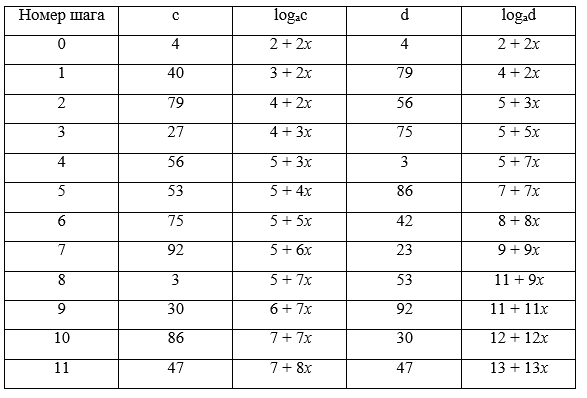 Номер шага c logₐc d logₐd
0 4 2 + 2x 4 2 + 2x
1 40 3 + 2x 79 4 + 2x
2 79 4 + 2x 56 5 + 3x
3 27 4 + 3x 75 5 + 5x
4 56 5 + 3x 3 5 + 7x
5 53 5 + 4x 86 7 + 7x
6 75 5 + 5x 42 8 + 8x
7 92 5 + 6x 23 9 + 9x
8 3 5 + 7x 53 11 + 9x
9 30 6 + 7x 92 11 + 11x
10 86 7 + 7x 30 12 + 12x
11 47 7 + 8x 47 13 + 13x